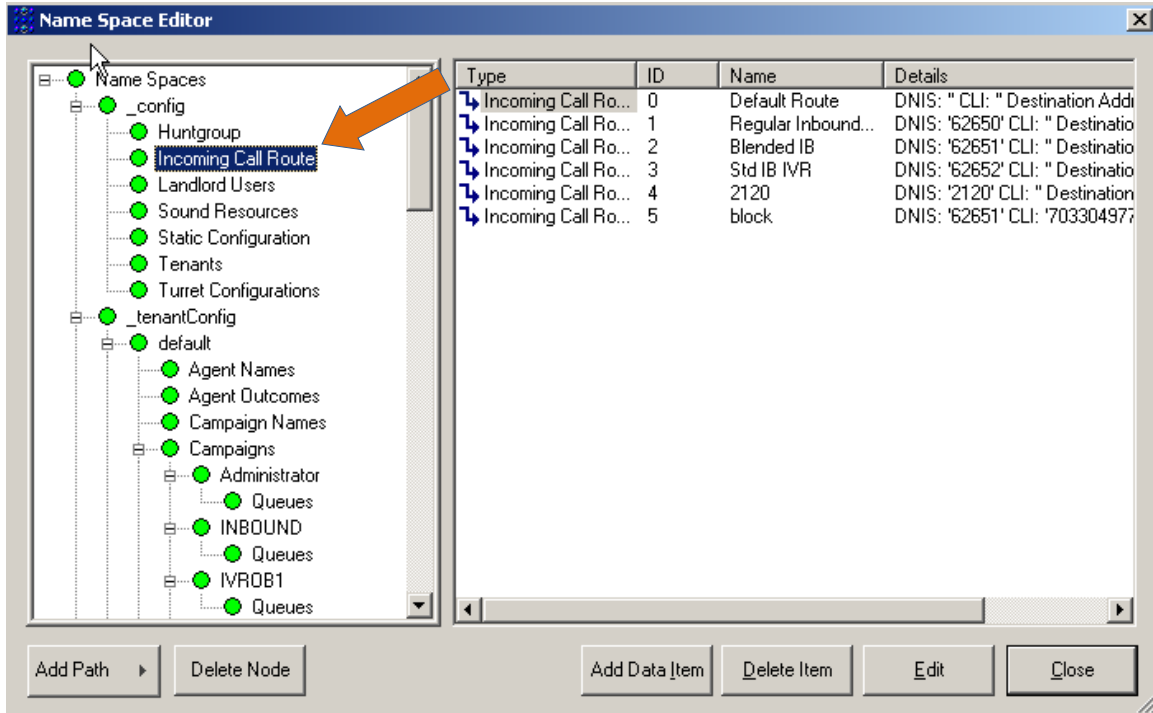 Name Space Editor
Name Spaces
_config
Huntgroup
Incoming Call Route
Landlord Users
Sound Resources
Static Configuration
Tenants
Turret Configurations
_tenantConfig
default
Agent Names
Agent Outcomes
Campaign Names
Campaigns
Administrator
Queues
INBOUND
Queues
IVROB1
Queues
Type ID Name Details
Incoming Call Ro... 0 Default Route DNIS: '' CLI: '' Destination Addr
Incoming Call Ro... 1 Regular Inbound... DNIS: '62650' CLI: '' Destinatio
Incoming Call Ro... 2 Blended IB DNIS: '62651' CLI: '' Destinatio
Incoming Call Ro... 3 Std IB IVR DNIS: '62652' CLI: '' Destinatio
Incoming Call Ro... 4 2120 DNIS: '2120' CLI: '' Destination
Incoming Call Ro... 5 block DNIS: '62651' CLI: '703304977
Add Path Delete Node Add Data Item Delete Item Edit Close